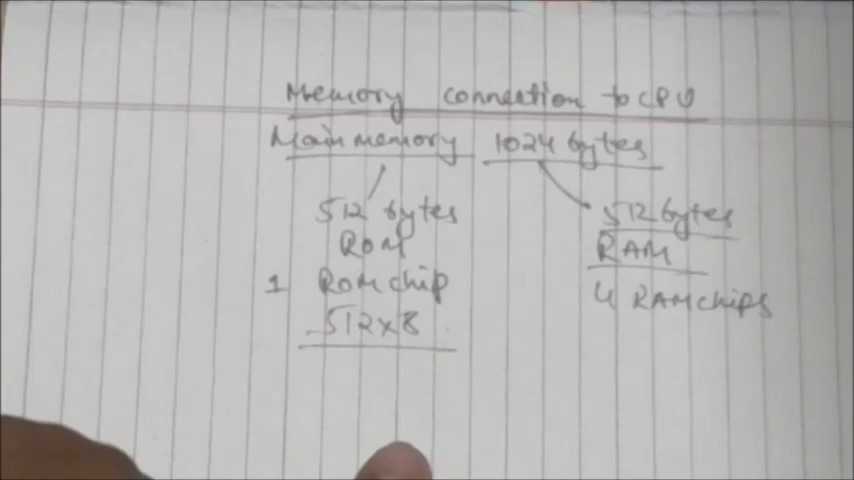 Memory connection to CPU
Main memory 1024 bytes
512 bytes
ROM
1 ROM chip
512x8
512 bytes
RAM
4 RAM chips